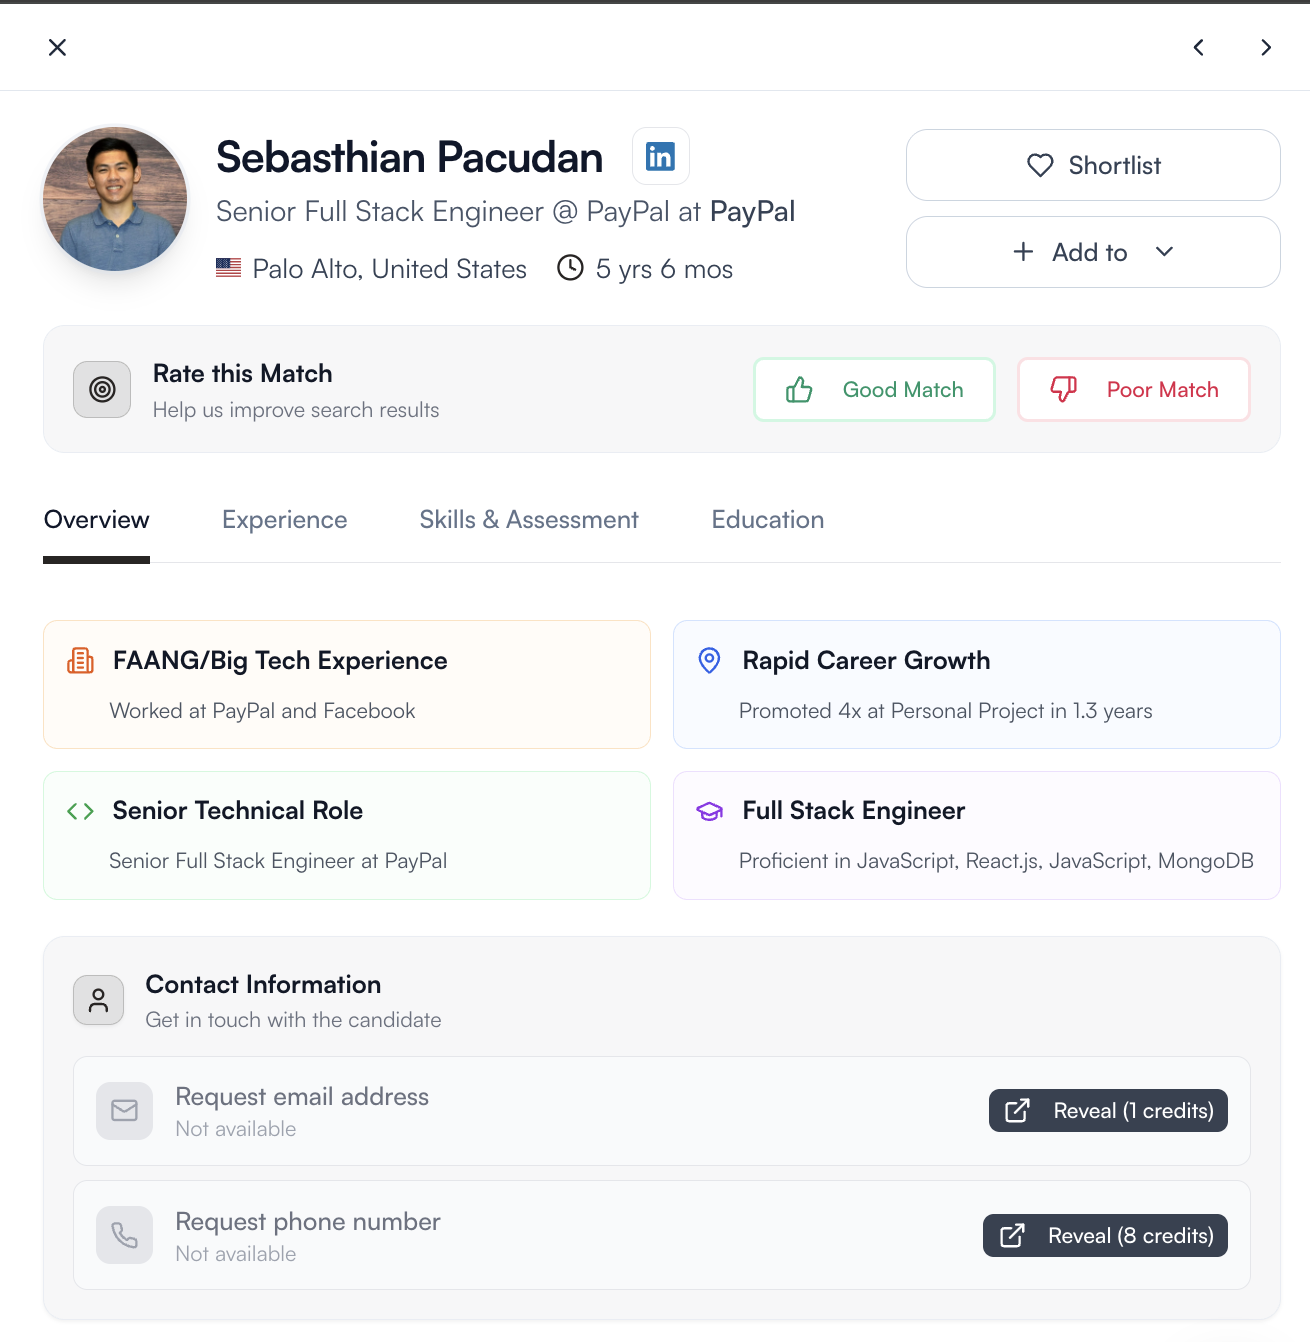 Sebasthian Pacudan
in
Senior Full Stack Engineer @ PayPal at PayPal
Palo Alto, United States
5 yrs 6 mos
Shortlist
Add to
Rate this Match
Help us improve search results
Good Match
Poor Match
Overview
Experience
Skills & Assessment
Education
FAANG/Big Tech Experience
Worked at PayPal and Facebook
Rapid Career Growth
Promoted 4x at Personal Project in 1.3 years
Senior Technical Role
Senior Full Stack Engineer at PayPal
Full Stack Engineer
Proficient in JavaScript, React.js, JavaScript, MongoDB
Contact Information
Get in touch with the candidate
Request email address
Not available
Reveal (1 credits)
Request phone number
Not available
Reveal (8 credits)